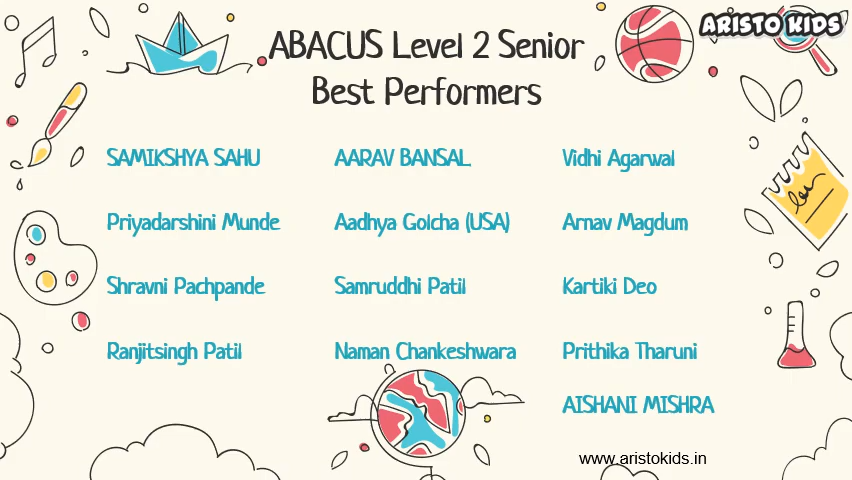 ARISTO KIDS
ABACUS Level 2 Senior
Best Performers
SAMIKSHYA SAHU
AARAV BANSAL
Vidhi Agarwal
Priyadarshini Munde
Aadhya Golcha (USA)
Arnav Magdum
Shravni Pachpande
Samruddhi Patil
Kartiki Deo
Ranjitsingh Patil
Naman Chankeshwara
Prithika Tharuni
AISHANI MISHRA
www.aristokids.in